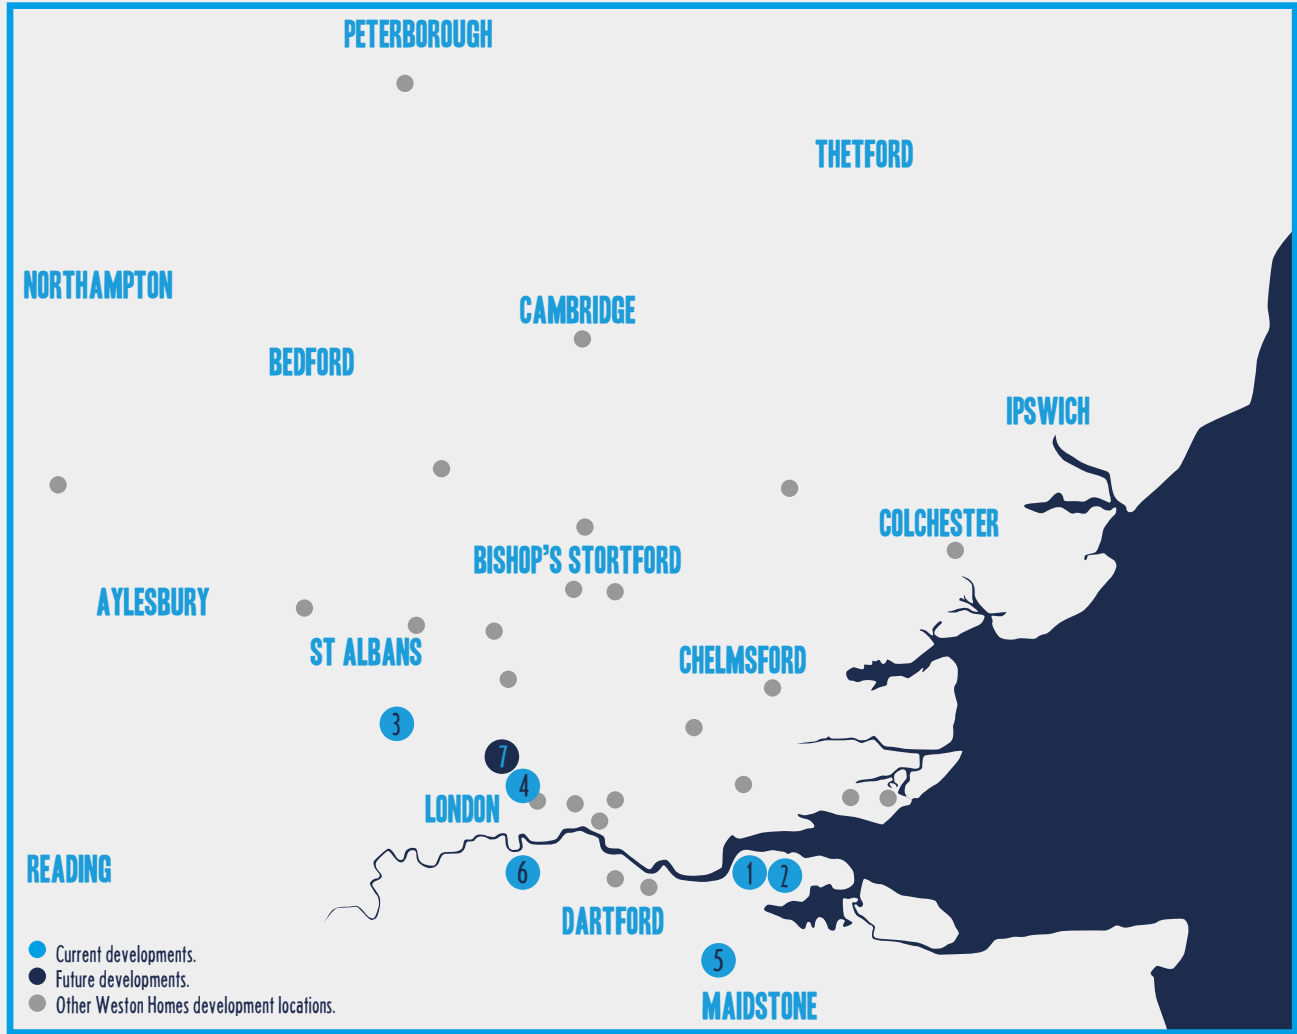 PETERBOROUGH
THETFORD
NORTHAMPTON
CAMBRIDGE
BEDFORD
IPSWICH
COLCHESTER
BISHOP'S STORTFORD
AYLESBURY
ST ALBANS
CHELMSFORD
3
7
4
LONDON
READING
6
1
2
DARTFORD
5
MAIDSTONE
Current developments.
Future developments.
Other Weston Homes development locations.